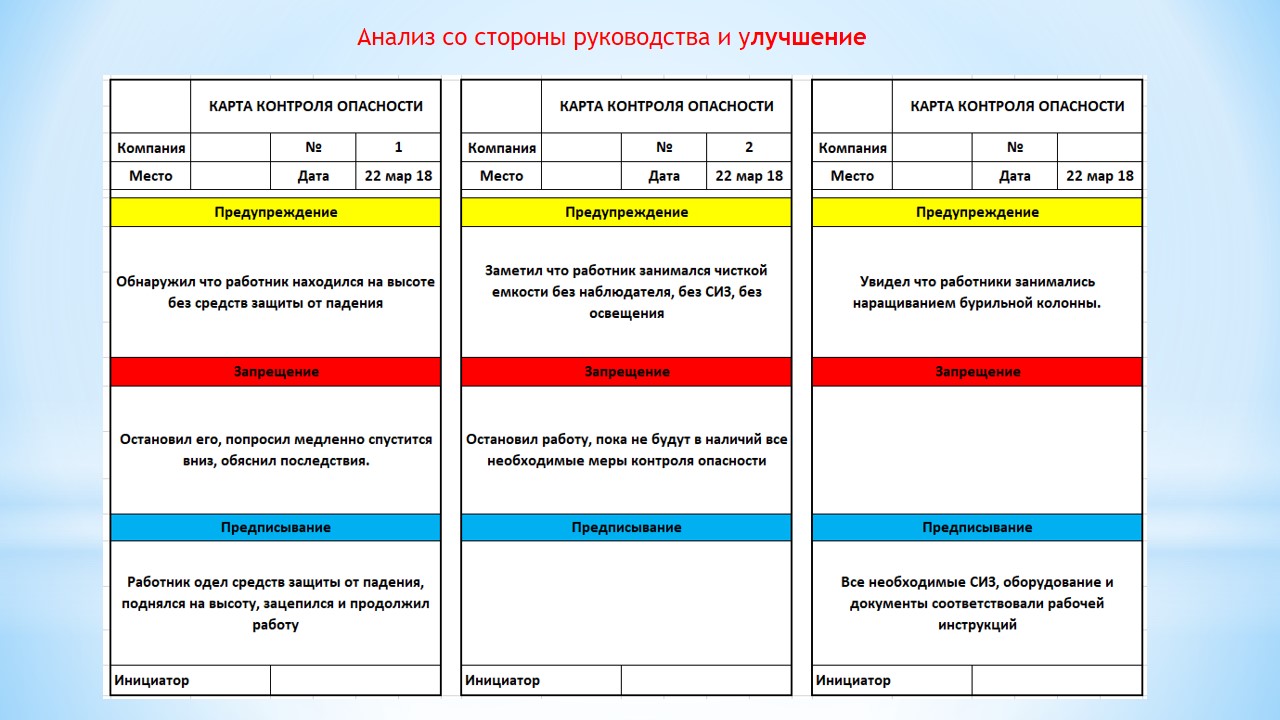 Анализ со стороны руководства и улучшение
КАРТА КОНТРОЛЯ ОПАСНОСТИ
Компания № 1
Место Дата 22 мар 18
Предупреждение
Обнаружил что работник находился на высоте
без средств защиты от падения
Запрещение
Остановил его, попросил медленно спустится
вниз, обяснил последствия.
Предписывание
Работник одел средств защиты от падения,
поднялся на высоту, зацепился и продолжил
работу
Инициатор
КАРТА КОНТРОЛЯ ОПАСНОСТИ
Компания № 2
Место Дата 22 мар 18
Предупреждение
Заметил что работник занимался чисткой
емкости без наблюдателя, без СИЗ, без
освещения
Запрещение
Остановил работу, пока не будут в наличий все
необходимые меры контроля опасности
Предписывание
Инициатор
КАРТА КОНТРОЛЯ ОПАСНОСТИ
Компания №
Место Дата 22 мар 18
Предупреждение
Увидел что работники занимались
наращиванием бурильной колонны.
Запрещение
Предписывание
Все необходимые СИЗ, оборудование и
документы соответствовали рабочей
инструкций
Инициатор